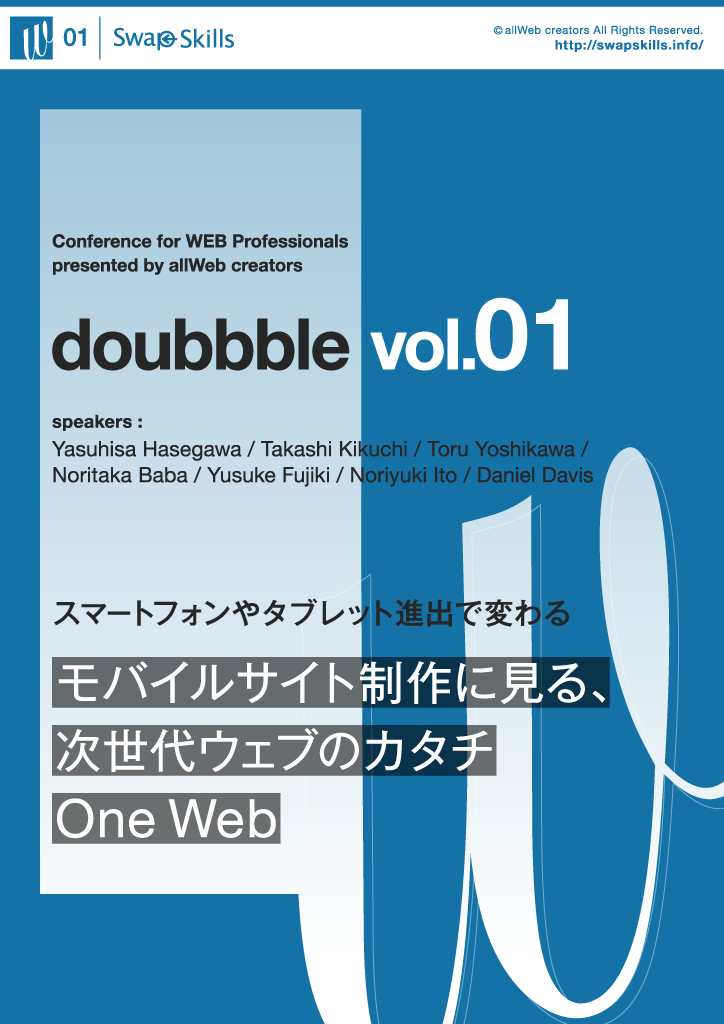 01
Swap Skills
© allWeb creators All Rights Reserved.
http://swapskills.info/
Conference for WEB Professionals
presented by allWeb creators
doubbble vol.01
speakers :
Yasuhisa Hasegawa / Takashi Kikuchi / Toru Yoshikawa /
Noritaka Baba / Yusuke Fujiki / Noriyuki Ito / Daniel Davis
スマートフォンやタブレット進出で変わる
モバイルサイト制作に見る、
次世代ウェブのカタチ
One Web